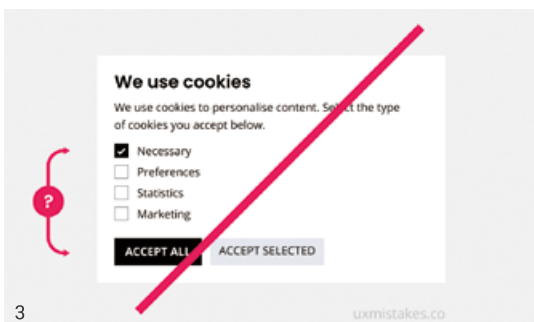 We use cookies
We use cookies to personalise content. Select the type
of cookies you accept below.
Necessary
?
Preferences
Statistics
Marketing
ACCEPT ALL ACCEPT SELECTED
3
uxmistakes.co